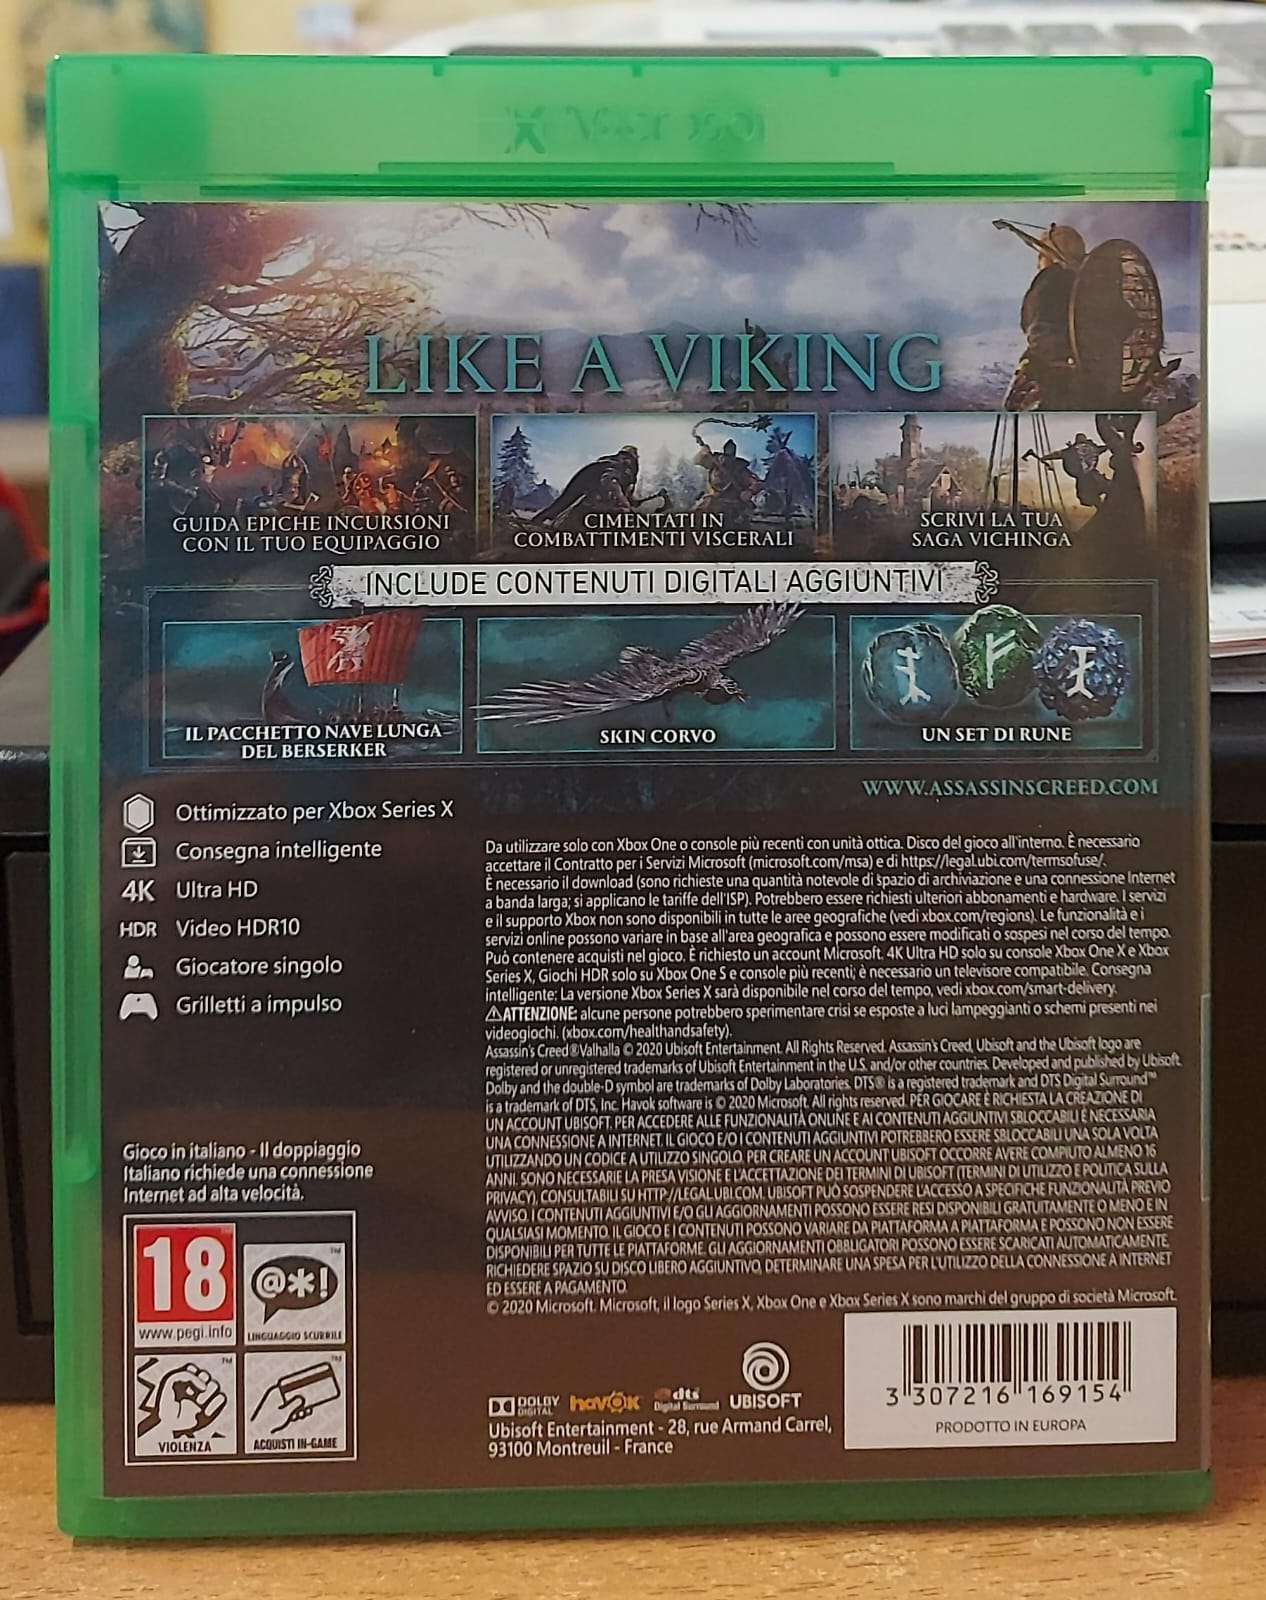 LIKE A VIKING
GUIDA EPICHE INCURSIONI
CON IL TUO EQUIPAGGIO
CIMENTATI IN
COMBATTIMENTI VISCERALI
SCRIVI LA TUA
SAGA VICHINGA
INCLUDE CONTENUTI DIGITALI AGGIUNTIVI
IL PACCHETTO NAVE LUNGA
DEL BERSERKER
SKIN CORVO
UN SET DI RUNE
WWW.ASSASSINSCREED.COM
Ottimizzato per Xbox Series X
Consegna intelligente
4K Ultra HD
HDR Video HDR10
Giocatore singolo
Grilletti a impulso
Da utilizzare solo con Xbox One o console più recenti con unità ottica. Disco del gioco all'interno. È necessario
accettare il Contratto per i Servizi Microsoft (microsoft.com/msa) e di https://legal.ubi.com/termsofuse/.
È necessario il download (sono richieste una quantità notevole di spazio di archiviazione e una connessione Internet
a banda larga; si applicano le tariffe dell'ISP). Potrebbero essere richiesti ulteriori abbonamenti e hardware. I servizi
e il supporto Xbox non sono disponibili in tutte le aree geografiche (vedi xbox.com/regions). Le funzionalità e i
servizi online possono variare in base all'area geografica e possono essere modificati o sospesi nel corso del tempo.
Può contenere acquisti nel gioco. È richiesto un account Microsoft. 4K Ultra HD solo su console Xbox One X e Xbox
Series X, Giochi HDR solo su Xbox One S e console più recenti; è necessario un televisore compatibile. Consegna
intelligente: La versione Xbox Series X sarà disponibile nel corso del tempo, vedi xbox.com/smart-delivery.
⚠ATTENZIONE: alcune persone potrebbero sperimentare crisi se esposte a luci lampeggianti o schemi presenti nei
videogiochi. (xbox.com/healthandsafety).
Assassin's Creed® Valhalla © 2020 Ubisoft Entertainment. All Rights Reserved. Assassin's Creed, Ubisoft and the Ubisoft logo are
registered or unregistered trademarks of Ubisoft Entertainment in the U.S. and/or other countries. Developed and published by Ubisoft.
Dolby and the double-D symbol are trademarks of Dolby Laboratories. DTS® is a registered trademark and DTS Digital Surround™
is a trademark of DTS, Inc. Havok software is © 2020 Microsoft. All rights reserved. PER GIOCARE È RICHIESTA LA CREAZIONE DI
UN ACCOUNT UBISOFT. PER ACCEDERE ALLE FUNZIONALITÀ ONLINE E AI CONTENUTI AGGIUNTIVI SBLOCCABILI È NECESSARIA
UNA CONNESSIONE A INTERNET. IL GIOCO E/O I CONTENUTI AGGIUNTIVI POTREBBERO ESSERE SBLOCCABILI UNA SOLA VOLTA
UTILIZZANDO UN CODICE A UTILIZZO SINGOLO. PER CREARE UN ACCOUNT UBISOFT OCCORRE AVERE COMPIUTO ALMENO 16
ANNI. SONO NECESSARIE LA PRESA VISIONE E L'ACCETTAZIONE DEI TERMINI DI UBISOFT (TERMINI DI UTILIZZO E POLITICA SULLA
PRIVACY), CONSULTABILI SU HTTP://LEGAL.UBI.COM. UBISOFT PUÒ SOSPENDERE L'ACCESSO A SPECIFICHE FUNZIONALITÀ PREVIO
AVVISO. I CONTENUTI AGGIUNTIVI E/O GLI AGGIORNAMENTI POSSONO ESSERE RESI DISPONIBILI GRATUITAMENTE O MENO E IN
QUALSIASI MOMENTO. IL GIOCO E I CONTENUTI POSSONO VARIARE DA PIATTAFORMA A PIATTAFORMA E POSSONO NON ESSERE
DISPONIBILI PER TUTTE LE PIATTAFORME. GLI AGGIORNAMENTI OBBLIGATORI POSSONO ESSERE SCARICATI AUTOMATICAMENTE,
RICHIEDERE SPAZIO SU DISCO LIBERO AGGIUNTIVO, DETERMINARE UNA SPESA PER L'UTILIZZO DELLA CONNESSIONE A INTERNET
ED ESSERE A PAGAMENTO.
© 2020 Microsoft. Microsoft, il logo Series X, Xbox One e Xbox Series X sono marchi del gruppo di società Microsoft.
Gioco in italiano - Il doppiaggio
Italiano richiede una connessione
Internet ad alta velocità.
18
www.pegi.info
@*!
LINGUAGGIO SCURRILE
VIOLENZA
ACQUISTI IN-GAME
DOLBY
DIGITAL
havok
dts
Digital Surround
UBISOFT
Ubisoft Entertainment - 28, rue Armand Carrel,
93100 Montreuil - France
3 307216 169154
PRODOTTO IN EUROPA